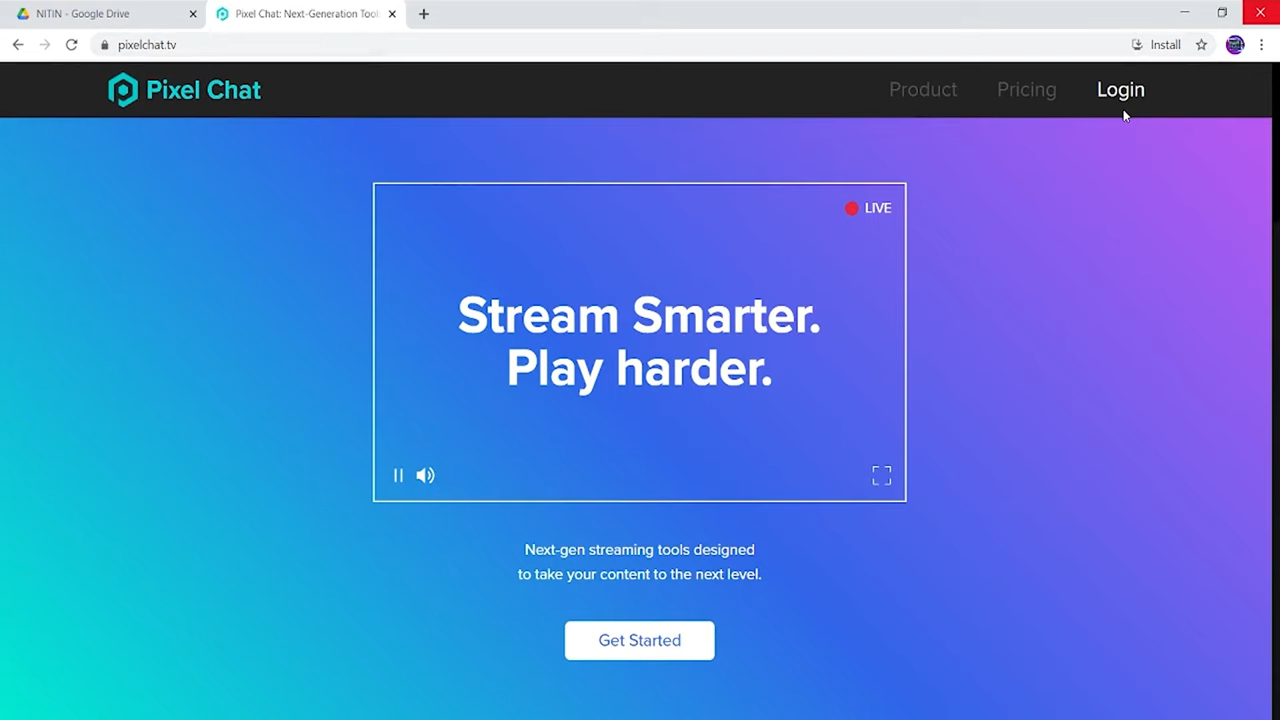 NITIN - Google Drive
Pixel Chat: Next-Generation Tool
pixelchat.tv
Install
Pixel Chat
Product
Pricing
Login
LIVE
Stream Smarter.
Play harder.
Next-gen streaming tools designed
to take your content to the next level.
Get Started